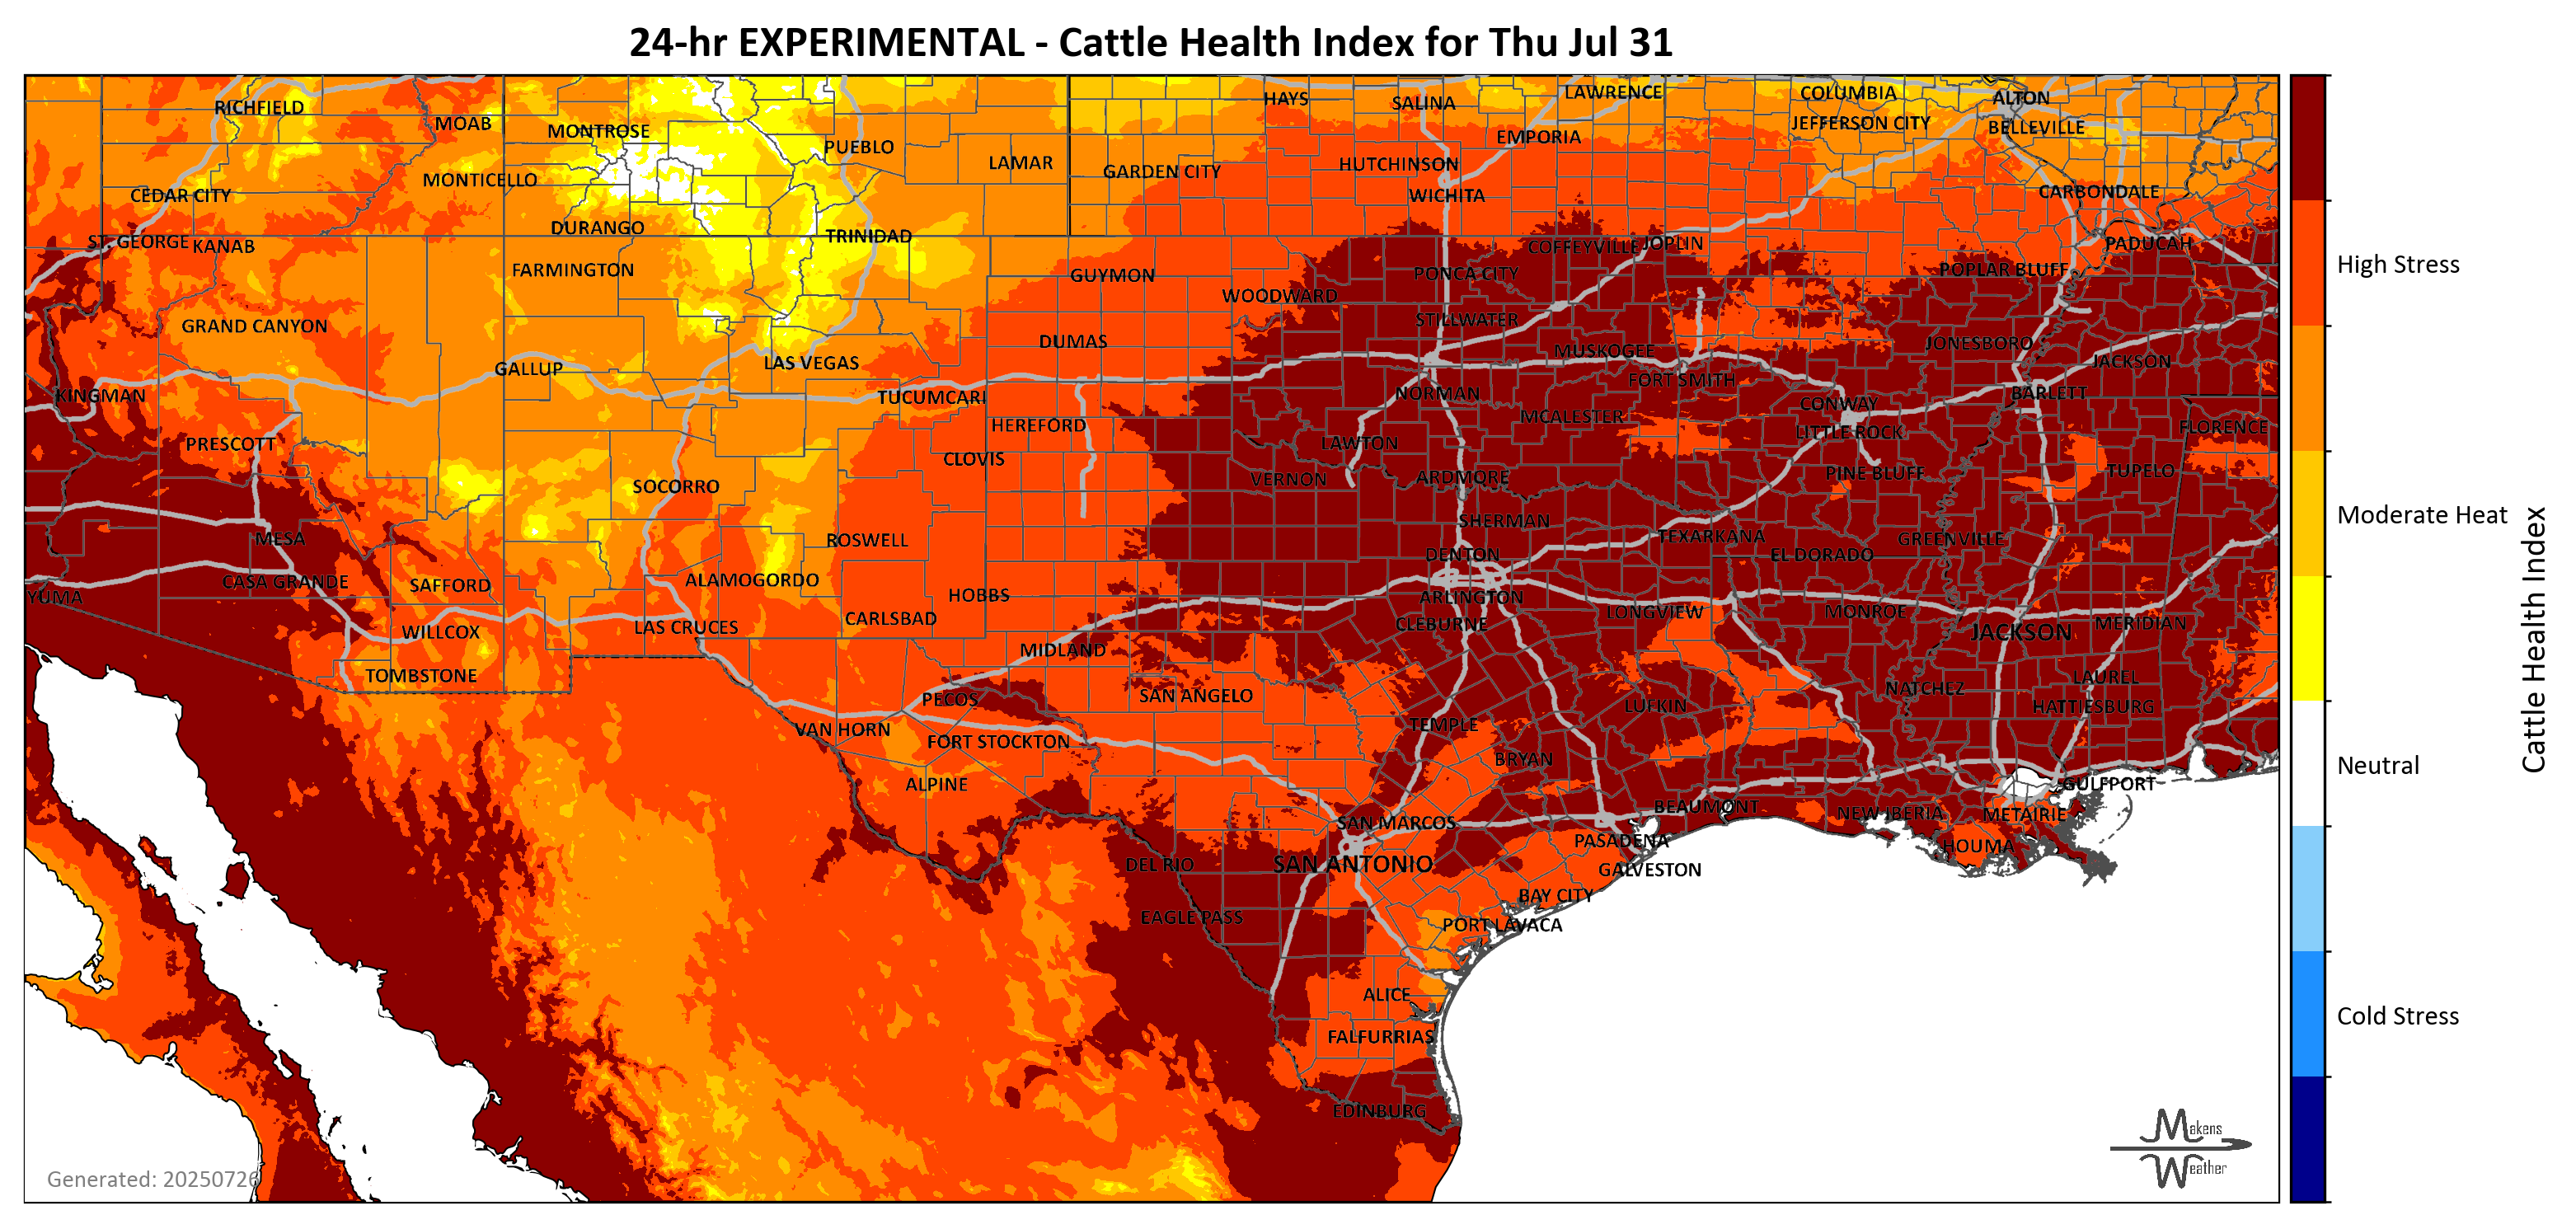 24-hr EXPERIMENTAL - Cattle Health Index for Thu Jul 31
RICHFIELD
MOAB
MONTROSE
PUEBLO
LAMAR
HAYS
SALINA
LAWRENCE
COLUMBIA
ALTON
JEFFERSON CITY
BELLEVILLE
EMPORIA
GARDEN CITY
HUTCHINSON
WICHITA
CEDAR CITY
MONTICELLO
CARBONDALE
DURANGO
TRINIDAD
ST. GEORGE
KANAB
COFFEYVILLE
JOPLIN
PADUCAH
FARMINGTON
GUYMON
PONCA CITY
POPLAR BLUFF
WOODWARD
High Stress
GRAND CANYON
STILLWATER
DUMAS
MUSKOGEE
JONESBORO
JACKSON
GALLUP
LAS VEGAS
FORT SMITH
KINGMAN
TUCUMCARI
NORMAN
BARLETT
CONWAY
MCALESTER
HEREFORD
FLORENCE
PRESCOTT
LAWTON
LITTLE ROCK
CLOVIS
SOCORRO
VERNON
ARDMORE
PINE BLUFF
TUPELO
SHERMAN
Moderate Heat
MESA
ROSWELL
TEXARKANA
GREENVILLE
DENTON
EL DORADO
CASA GRANDE
SAFFORD
ALAMOGORDO
YUMA
HOBBS
ARLINGTON
CARLSBAD
CLEBURNE
LONGVIEW
MONROE
WILLCOX
LAS CRUCES
JACKSON
MERIDIAN
MIDLAND
TOMBSTONE
PECOS
SAN ANGELO
NATCHEZ
LAUREL
LUFKIN
HATTIESBURG
Cattle Health Index
VAN HORN
FORT STOCKTON
TEMPLE
BRYAN
Neutral
ALPINE
GULFPORT
BEAUMONT
NEW IBERIA
METAIRIE
SAN MARCOS
PASADENA
HOUMA
DEL RIO
SAN ANTONIO
GALVESTON
BAY CITY
EAGLE PASS
PORT LAVACA
ALICE
Cold Stress
FALFURRIAS
EDINBURG
Makens
Weather
Generated: 20250726